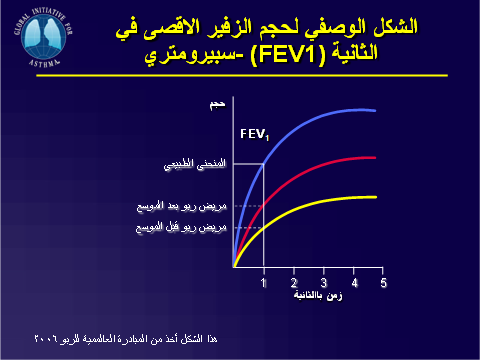 GLOBAL INITIATIVE FOR
ASTHMA
الشكل الوصفي لحجم الزفير الاقصى في
الثانية (FEV1) -سبيرومتري
حجم
FEV1
المنحنى الطبيعي
مريض ربو بعد الموسع
مريض ربو قبل الموسع
1 2 3 4 5
زمن باالثانية
هذا الشكل أخذ من المبادرة العالممية للربو ٢٠٠٦